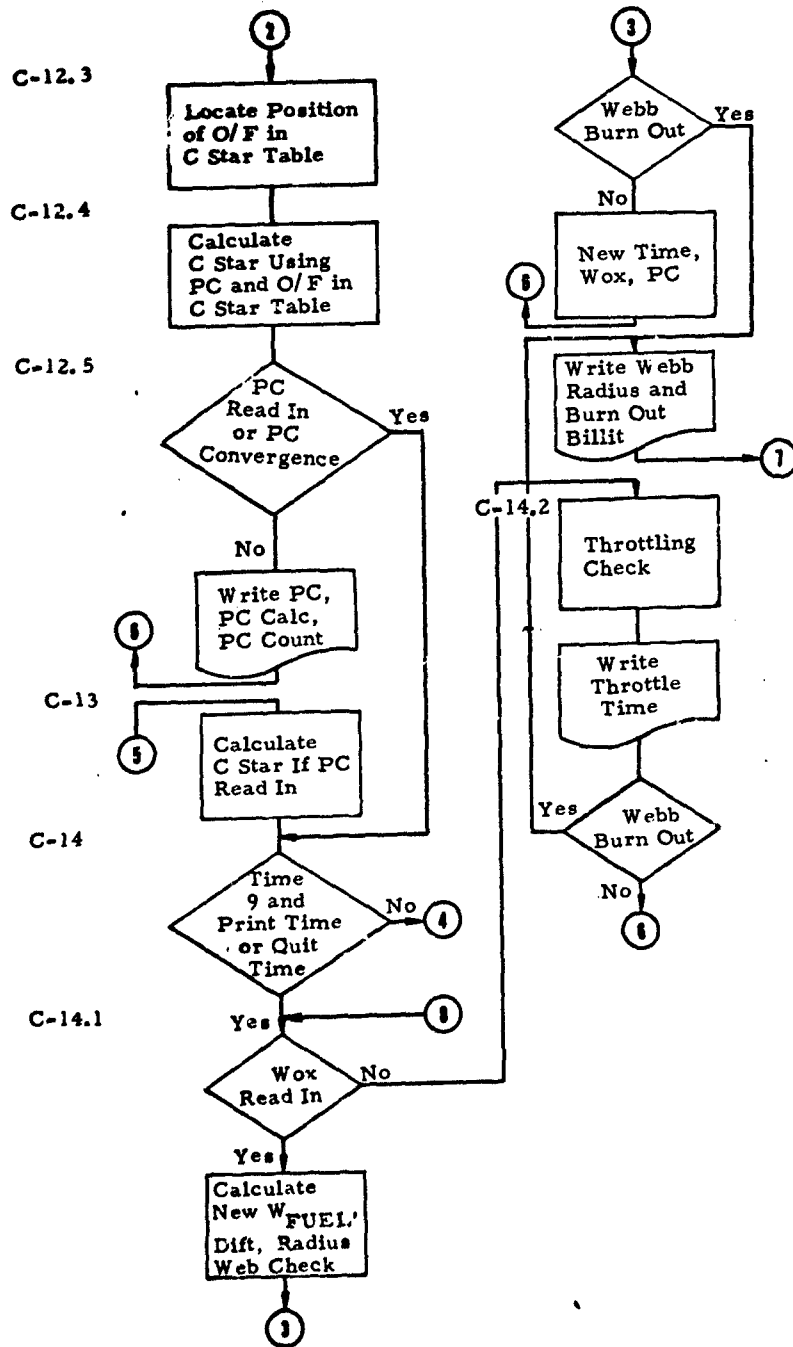 2
C-12.3
Locate Position
of O/F in
C Star Table
C-12.4
Calculate
C Star Using
PC and O/F in
C Star Table
C-12.5
PC
Read In
or PC
Convergence
Yes
No
Write PC,
PC Calc,
PC Count
6
C-13
5
Calculate
C Star If PC
Read In
C-14
Time
9 and
Print Time
or Quit
Time
No
4
C-14.1
Yes
8
Wox
Read In
No
Yes
Calculate
New WFUEL,
Dift, Radius
Web Check
3
3
Webb
Burn Out
Yes
No
New Time,
Wox, PC
6
Write Webb
Radius and
Burn Out
Billit
7
C-14.2
Throttling
Check
Write
Throttle
Time
Yes
Webb
Burn Out
No
6